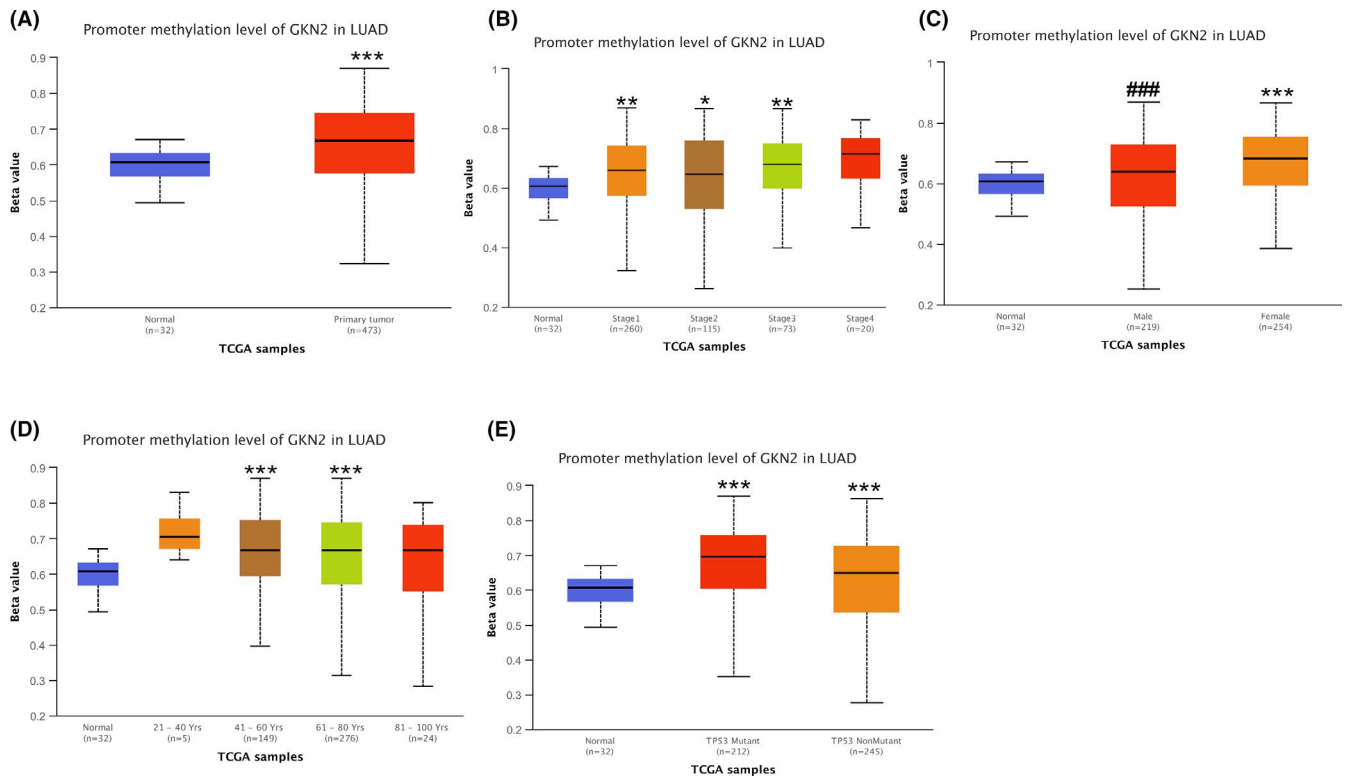 (A)
Promoter methylation level of GKN2 in LUAD
***
0.9
0.8
0.7
0.6
0.5
0.4
0.3
0.2
Beta value
Normal
(n=32)
Primary tumor
(n=473)
TCGA samples
(B)
Promoter methylation level of GKN2 in LUAD
** * **
1
0.8
0.6
0.4
0.2
Beta value
Normal
(n=32)
Stage1
(n=260)
Stage2
(n=115)
Stage3
(n=73)
Stage4
(n=20)
TCGA samples
(C)
Promoter methylation level of GKN2 in LUAD
### ***
1
0.8
0.6
0.4
0.2
Beta value
Normal
(n=32)
Male
(n=219)
Female
(n=254)
TCGA samples
(D)
Promoter methylation level of GKN2 in LUAD
*** ***
0.9
0.8
0.7
0.6
0.5
0.4
0.3
0.2
Beta value
Normal
(n=32)
21 – 40 Yrs
(n=5)
41 – 60 Yrs
(n=149)
61 – 80 Yrs
(n=276)
81 – 100 Yrs
(n=24)
TCGA samples
(E)
Promoter methylation level of GKN2 in LUAD
*** ***
0.9
0.8
0.7
0.6
0.5
0.4
0.3
0.2
Beta value
Normal
(n=32)
TP53 Mutant
(n=212)
TP53 NonMutant
(n=245)
TCGA samples